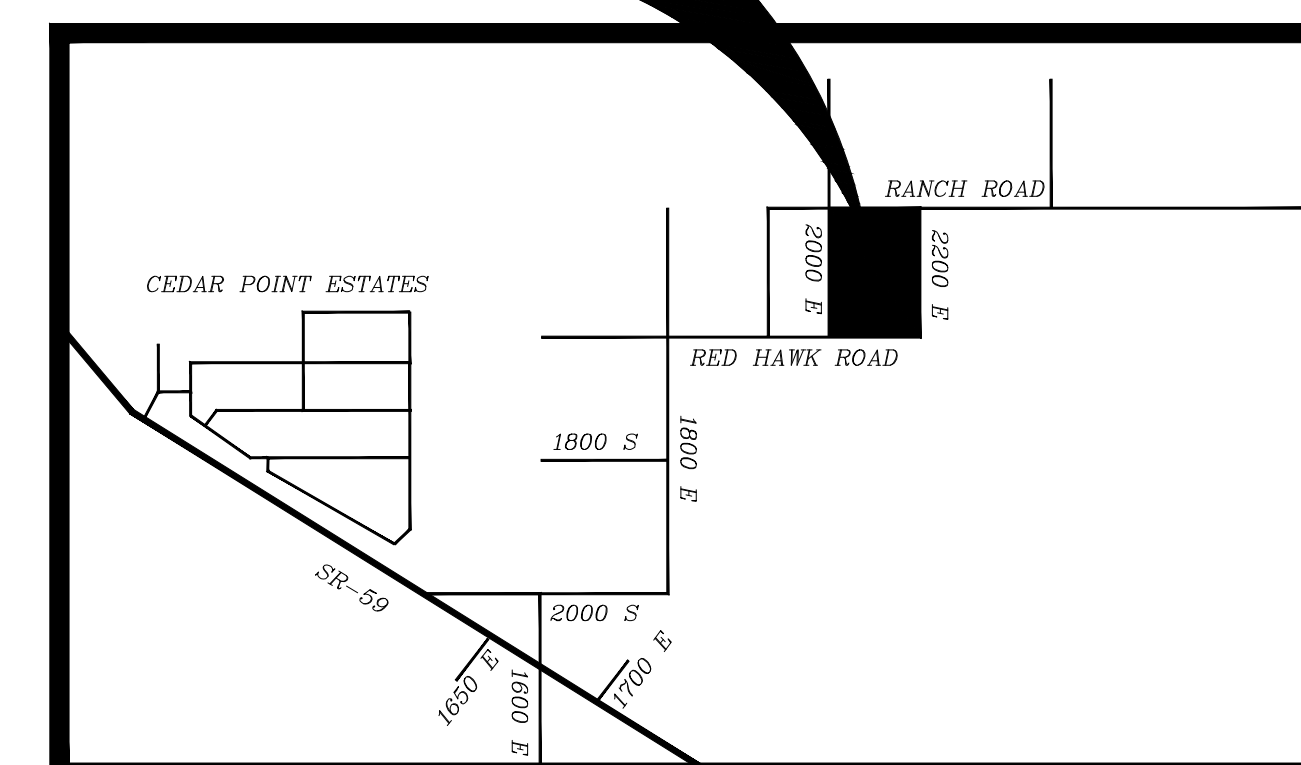 RANCH ROAD
2000 E
2200 E
CEDAR POINT ESTATES
RED HAWK ROAD
1800 S
1800 E
SR-59
2000 S
1650 E
1600 E
1700 E